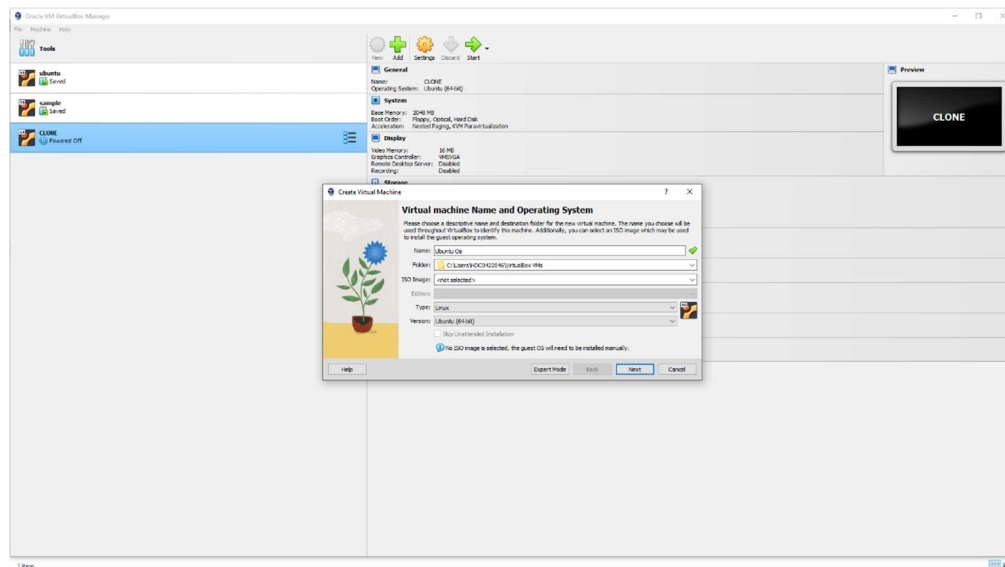 Oracle VM VirtualBox Manager
File Machine Help
Tools
New Add Settings Discard Start
ubuntu
Saved
sample
Saved
CLONE
Powered Off
General
Name: CLONE
Operating System: Ubuntu (64-bit)
System
Base Memory: 2048 MB
Boot Order: Floppy, Optical, Hard Disk
Acceleration: Nested Paging, KVM Paravirtualization
Display
Video Memory: 16 MB
Graphics Controller: VMSVGA
Remote Desktop Server: Disabled
Recording: Disabled
Storage
Preview
CLONE
Create Virtual Machine
Virtual machine Name and Operating System
Please choose a descriptive name and destination folder for the new virtual machine. The name you choose will be
used throughout VirtualBox to identify this machine. Additionally, you can select an ISO image which may be used
to install the guest operating system.
Name: Ubuntu Os
Folder: C:\Users\HDC0422046\VirtualBox VMs
ISO Image: <not selected>
Edition:
Type: Linux
Version: Ubuntu (64-bit)
Skip Unattended Installation
No ISO image is selected, the guest OS will need to be installed manually.
Help Expert Mode Back Next Cancel
1 item